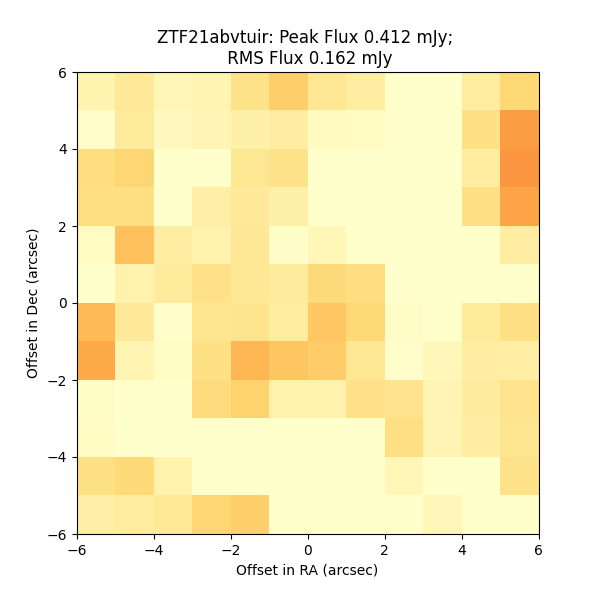 ZTF21abvtuir: Peak Flux 0.412 mJy;
RMS Flux 0.162 mJy
6
4
2
0
−2
−4
−6
Offset in Dec (arcsec)
−6 −4 −2 0 2 4 6
Offset in RA (arcsec)